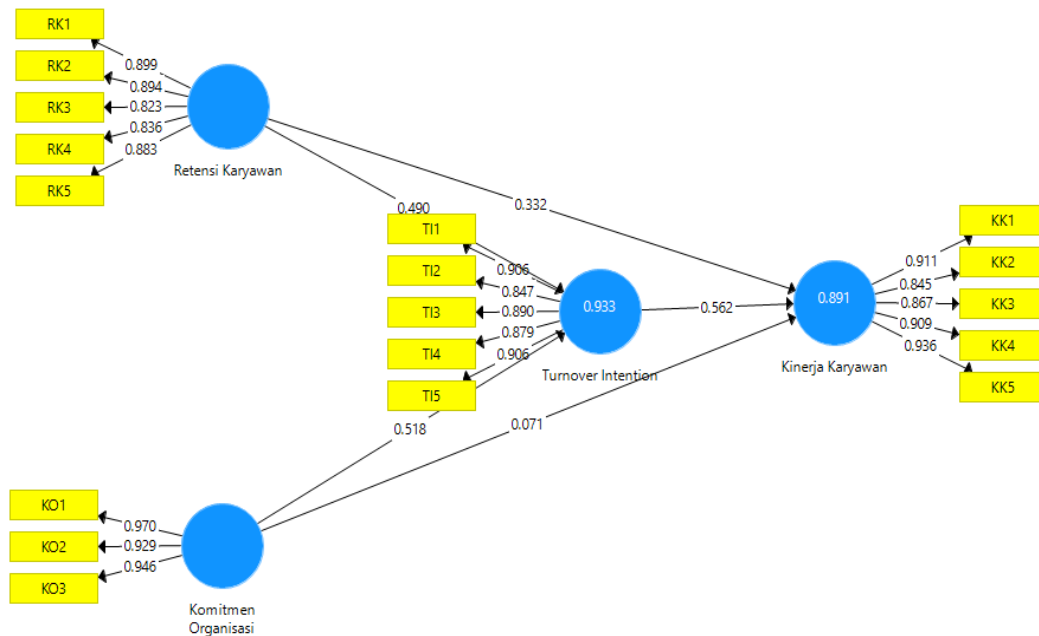 RK1
RK2
RK3
RK4
RK5
0.899
0.894
0.823
0.836
0.883
Retensi Karyawan
0.490
0.332
TI1
TI2
TI3
TI4
TI5
0.906
0.847
0.890
0.879
0.906
0.933
Turnover Intention
0.562
0.891
Kinerja Karyawan
0.911
0.845
0.867
0.909
0.936
KK1
KK2
KK3
KK4
KK5
0.518
0.071
KO1
KO2
KO3
0.970
0.929
0.946
Komitmen
Organisasi